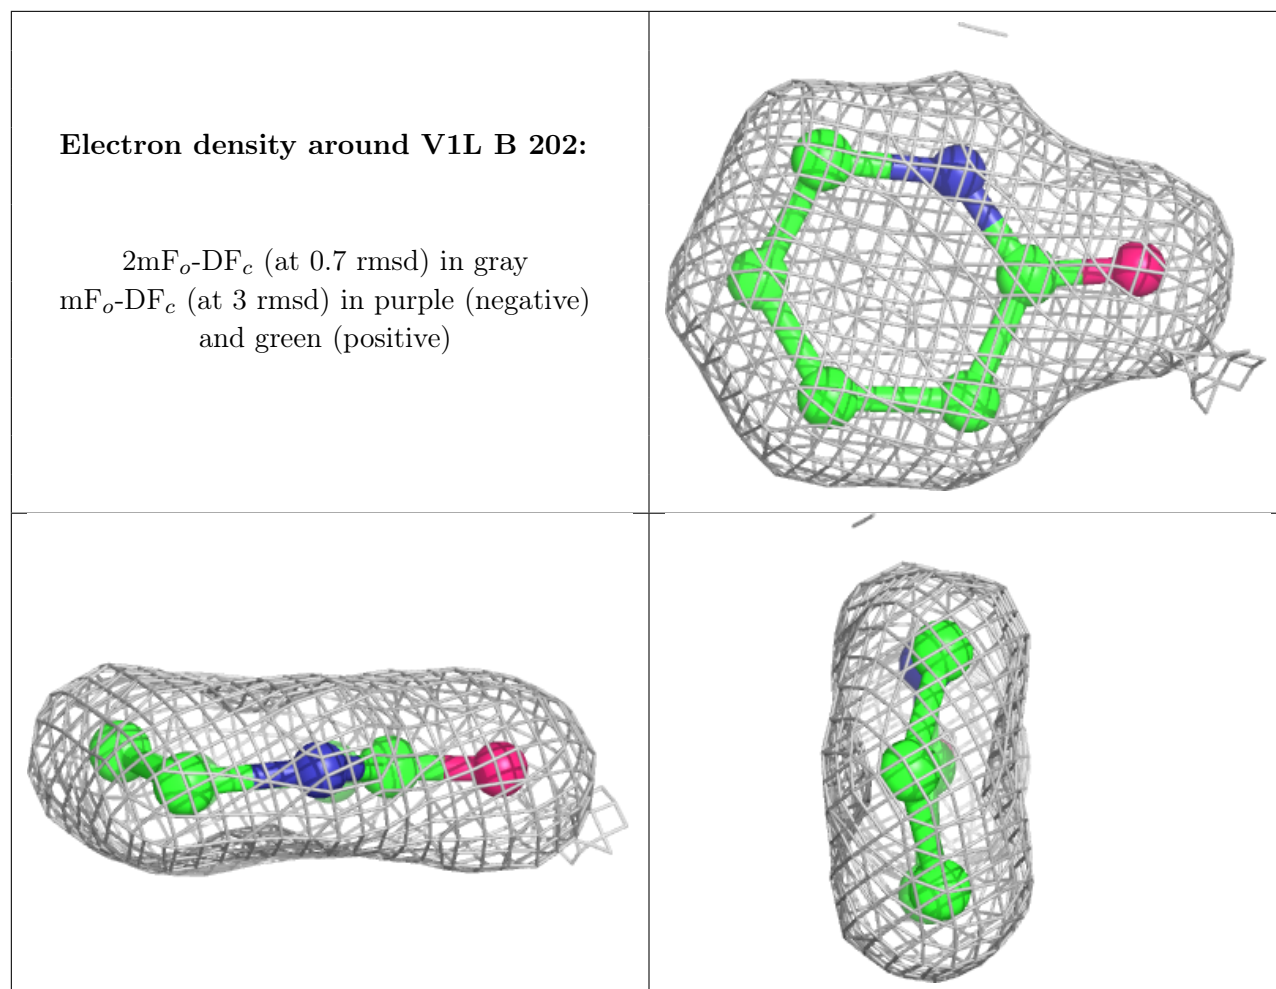 Electron density around V1L B 202:
2mFo-DFc (at 0.7 rmsd) in gray
mFo-DFc (at 3 rmsd) in purple (negative)
and green (positive)